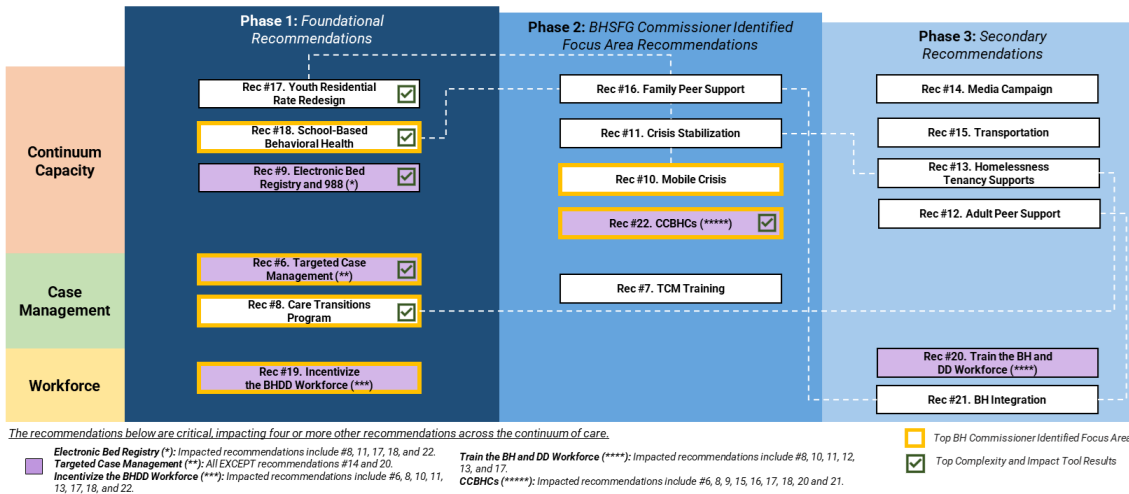 Phase 1: Foundational
Recommendations
Phase 2: BHSFG Commissioner Identified
Focus Area Recommendations
Phase 3: Secondary
Recommendations
Continuum
Capacity
Rec #17. Youth Residential
Rate Redesign
Rec #18. School-Based
Behavioral Health
Rec #9. Electronic Bed
Registry and 988 (*)
Rec #16. Family Peer Support
Rec #11. Crisis Stabilization
Rec #10. Mobile Crisis
Rec #22. CCBHCs (*****)
Rec #14. Media Campaign
Rec #15. Transportation
Rec #13. Homelessness
Tenancy Supports
Rec #12. Adult Peer Support
Case
Management
Rec #6. Targeted Case
Management (**)
Rec #8. Care Transitions
Program
Rec #7. TCM Training
Workforce
Rec #19. Incentivize
the BHDD Workforce (***)
Rec #20. Train the BH and
DD Workforce (****)
Rec #21. BH Integration
The recommendations below are critical, impacting four or more other recommendations across the continuum of care.
Electronic Bed Registry (*): Impacted recommendations include #8, 11, 17, 18, and 22.
Targeted Case Management (**): All EXCEPT recommendations #14 and 20.
Incentivize the BHDD Workforce (***): Impacted recommendations include #6, 8, 10, 11,
13, 17, 18, and 22.
Train the BH and DD Workforce (****): Impacted recommendations include #8, 10, 11, 12,
13, and 17.
CCBHCs (*****): Impacted recommendations include #6, 8, 9, 15, 16, 17, 18, 20 and 21.
Top BH Commissioner Identified Focus Area
Top Complexity and Impact Tool Results